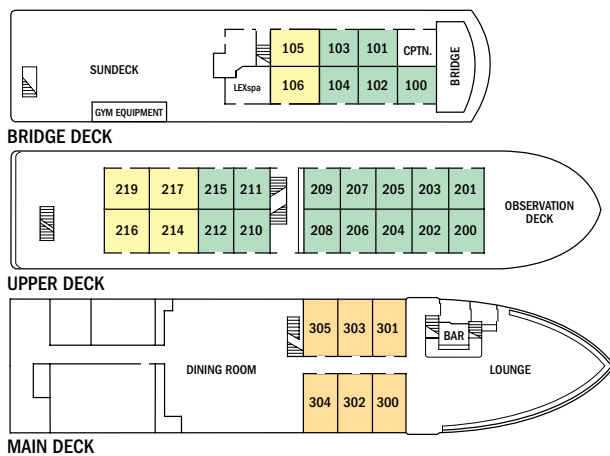 105 103 101 CPTN.
SUNDECK
BRIDGE
LEXspa 106 104 102 100
GYM EQUIPMENT
BRIDGE DECK
219 217 215 211 209 207 205 203 201
OBSERVATION
DECK
216 214 212 210 208 206 204 202 200
UPPER DECK
305 303 301
BAR
DINING ROOM
LOUNGE
304 302 300
MAIN DECK